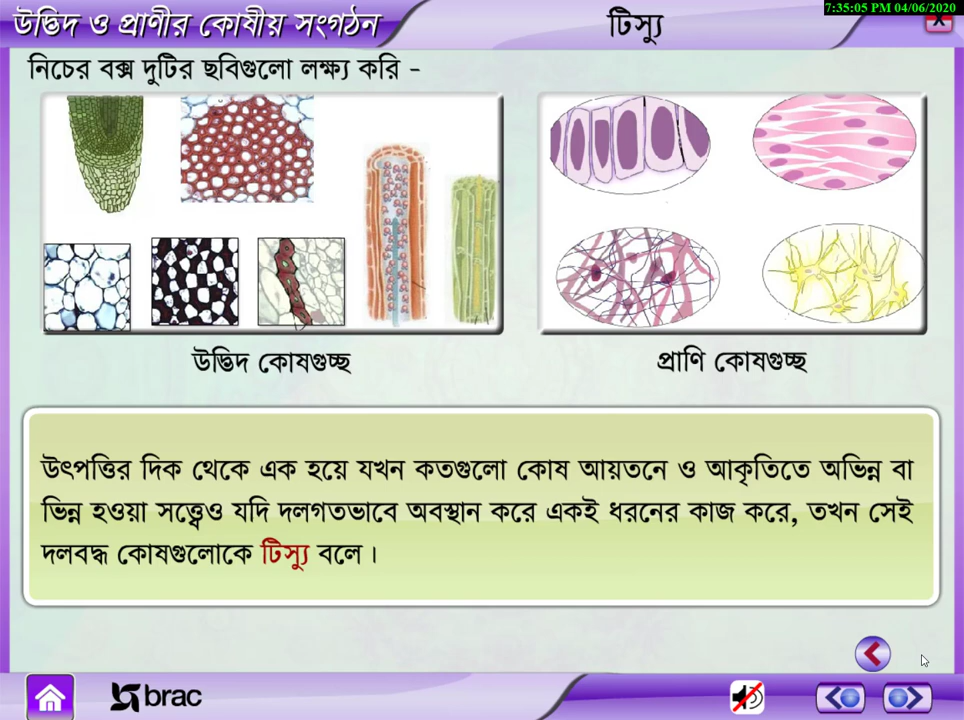 7:35:05 PM 04/06/2020
উদ্ভিদ ও প্রাণীর কোষীয় সংগঠন
টিস্যু
X
নিচের বক্স দুটির ছবিগুলো লক্ষ্য করি -
উদ্ভিদ কোষগুচ্ছ
প্রাণি কোষগুচ্ছ
উৎপত্তির দিক থেকে এক হয়ে যখন কতগুলো কোষ আয়তনে ও আকৃতিতে অভিন্ন বা
ভিন্ন হওয়া সত্ত্বেও যদি দলগতভাবে অবস্থান করে একই ধরনের কাজ করে, তখন সেই
দলবদ্ধ কোষগুলোকে টিস্যু বলে।
brac